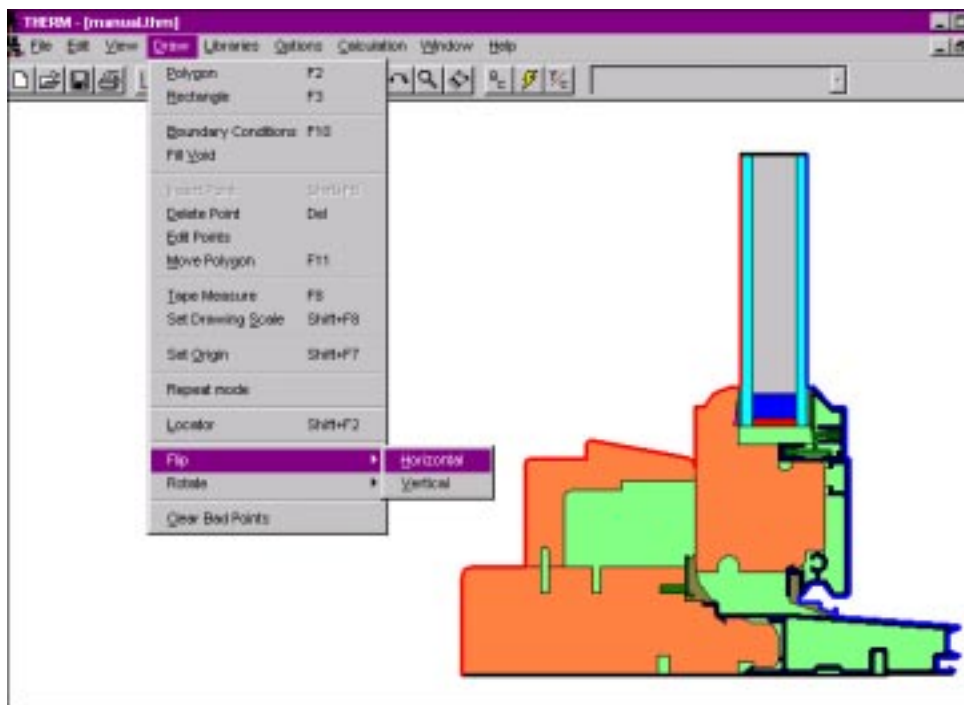 THERM - [manual.thm]
File Edit View Draw Libraries Options Calculation Window Help
Polygon F2
Rectangle F3
Boundary Conditions F10
Fill Void
Insert Point
Delete Point Del
Edit Points
Move Polygon F11
Tape Measure F8
Set Drawing Scale Shift+F8
Set Origin Shift+F7
Repeat mode
Locator Shift+F2
Flip
Horizontal
Rotate
Vertical
Clear Bad Points